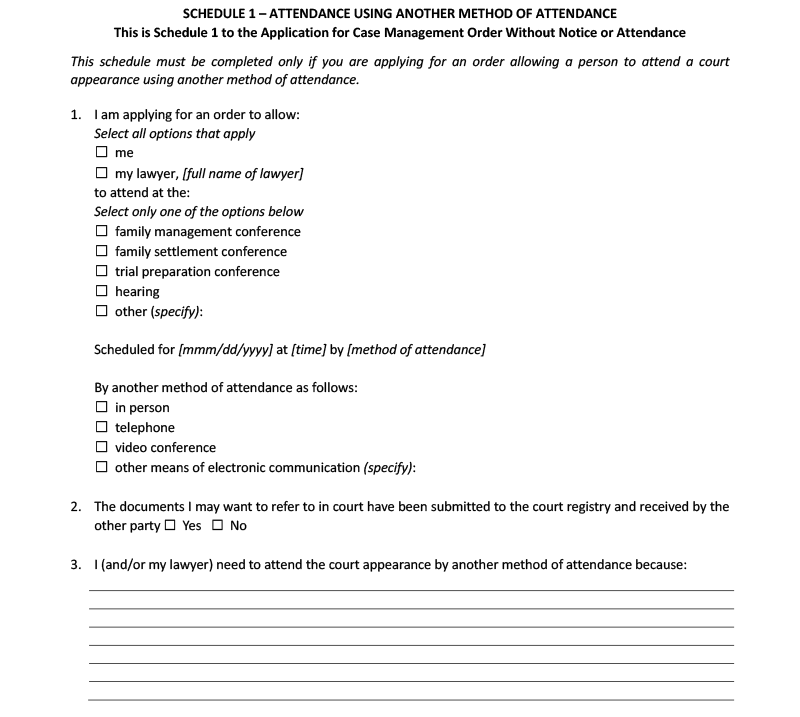 SCHEDULE 1 – ATTENDANCE USING ANOTHER METHOD OF ATTENDANCE
This is Schedule 1 to the Application for Case Management Order Without Notice or Attendance
This schedule must be completed only if you are applying for an order allowing a person to attend a court
appearance using another method of attendance.
1. I am applying for an order to allow:
Select all options that apply
☐ me
☐ my lawyer, [full name of lawyer]
to attend at the:
Select only one of the options below
☐ family management conference
☐ family settlement conference
☐ trial preparation conference
☐ hearing
☐ other (specify):
Scheduled for [mmm/dd/yyyy] at [time] by [method of attendance]
By another method of attendance as follows:
☐ in person
☐ telephone
☐ video conference
☐ other means of electronic communication (specify):
2. The documents I may want to refer to in court have been submitted to the court registry and received by the
other party ☐ Yes ☐ No
3. I (and/or my lawyer) need to attend the court appearance by another method of attendance because: